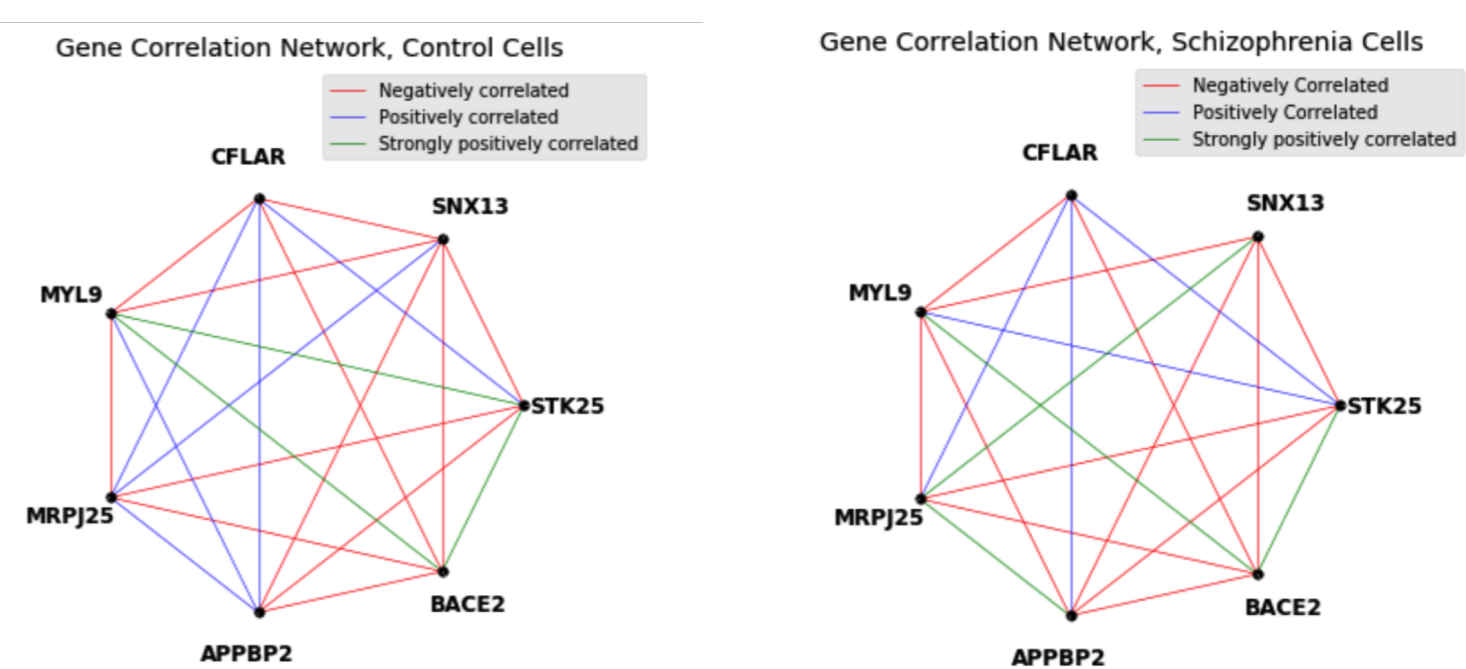 Gene Correlation Network, Control Cells
Negatively correlated
Positively correlated
Strongly positively correlated
CFLAR
SNX13
MYL9
STK25
MRPJ25
BACE2
APPBP2
Gene Correlation Network, Schizophrenia Cells
Negatively Correlated
Positively Correlated
Strongly positively correlated
CFLAR
SNX13
MYL9
STK25
MRPJ25
BACE2
APPBP2